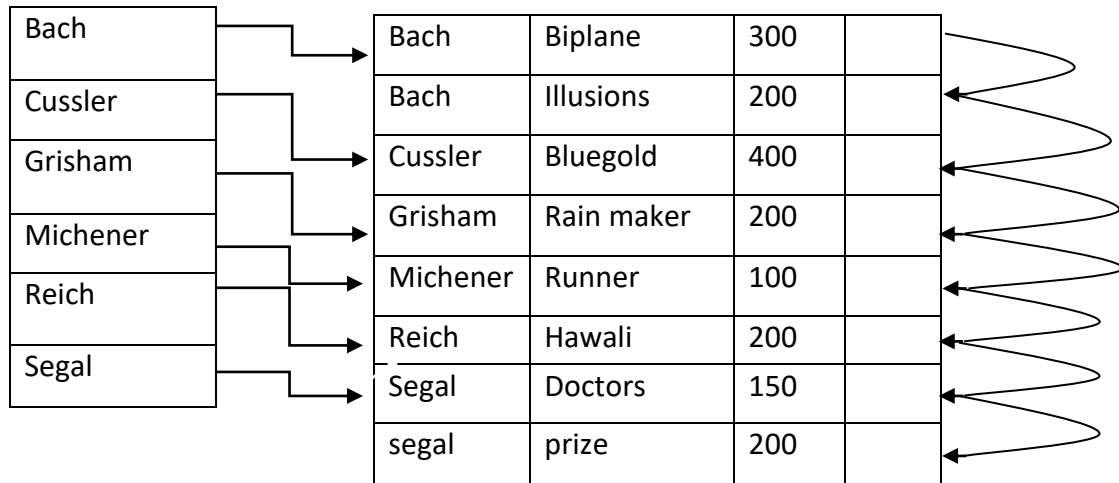 Bach
Cussler
Grisham
Michener
Reich
Segal
Bach Biplane 300
Bach Illusions 200
Cussler Bluegold 400
Grisham Rain maker 200
Michener Runner 100
Reich Hawali 200
Segal Doctors 150
segal prize 200